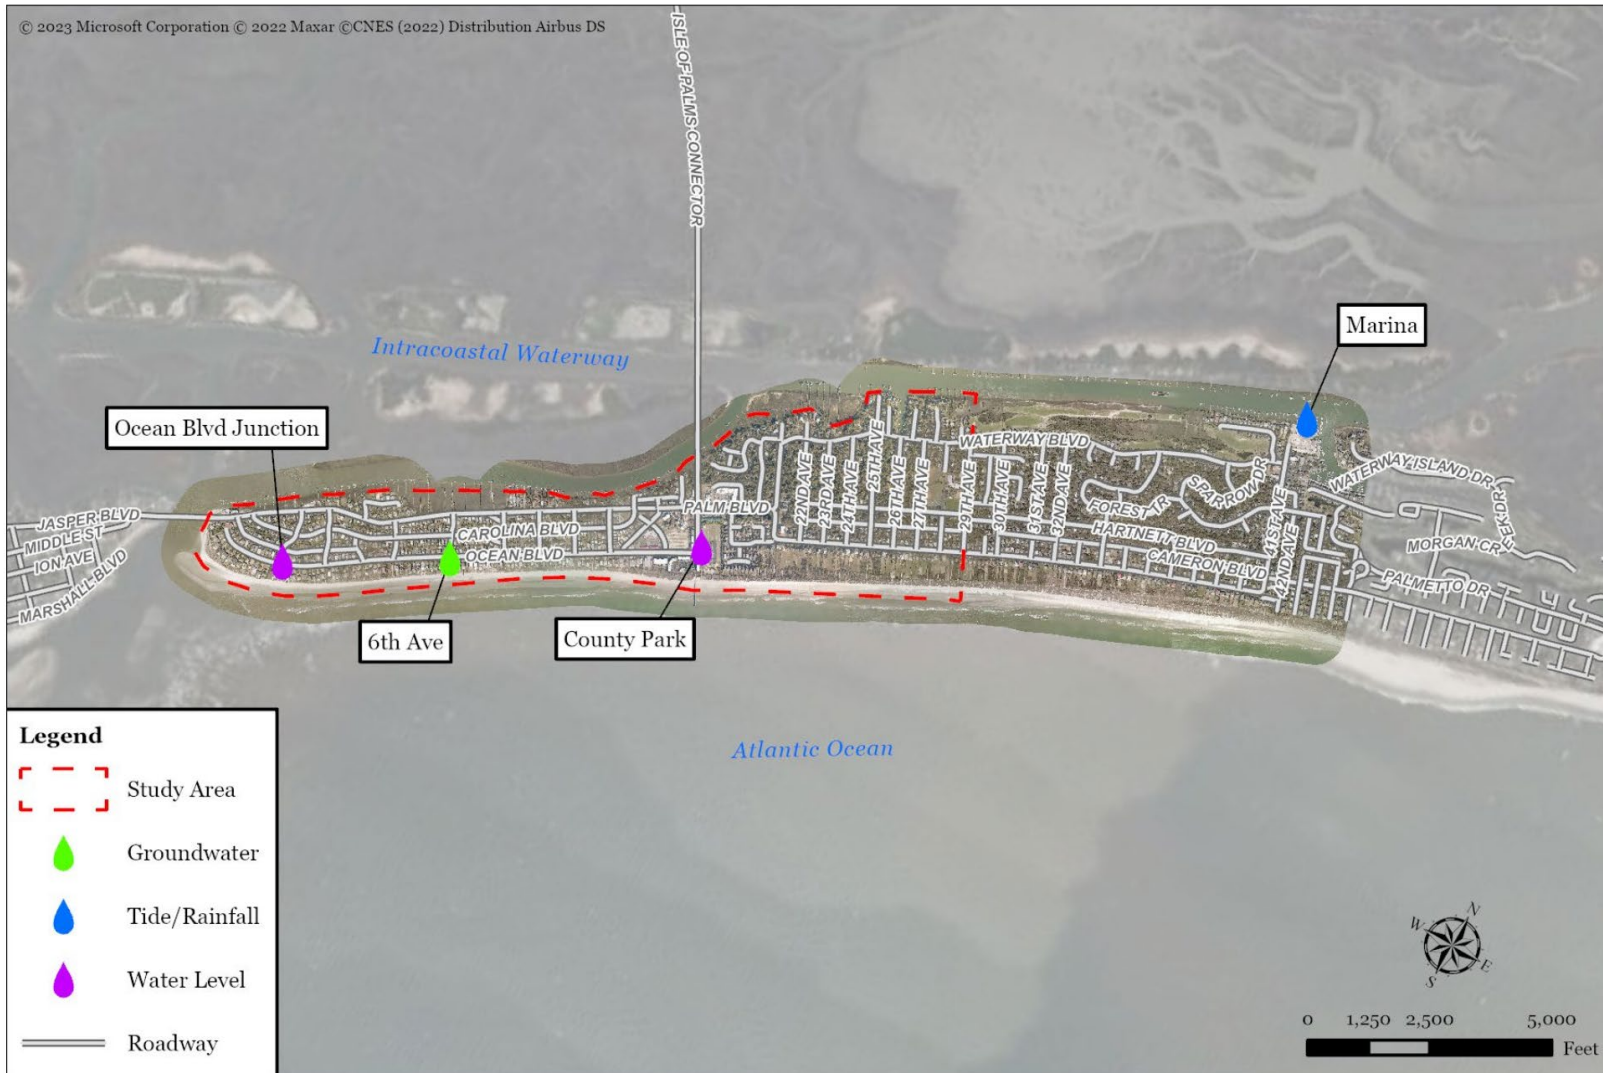 © 2023 Microsoft Corporation © 2022 Maxar ©CNES (2022) Distribution Airbus DS
ISLE OF PALMS CONNECTOR
Marina
Intracoastal Waterway
Ocean Blvd Junction
WATERWAY BLVD
WATERWAY ISLAND DR
25TH AVE
22ND AVE
23RD AVE
24TH AVE
26TH AVE
27TH AVE
29TH AVE
30TH AVE
31ST AVE
32ND AVE
FOREST TR
SPARROW DR
41ST AVE
42ND AVE
JASPER BLVD
MIDDLE ST
ION AVE
MARSHALL BLVD
PALM BLVD
CAROLINA BLVD
OCEAN BLVD
HARTNETT BLVD
CAMERON BLVD
MORGAN CR
PALMETTO DR
6th Ave
County Park
Atlantic Ocean
Legend
Study Area
Groundwater
Tide/Rainfall
Water Level
Roadway
N
W
E
S
0 1,250 2,500 5,000
Feet